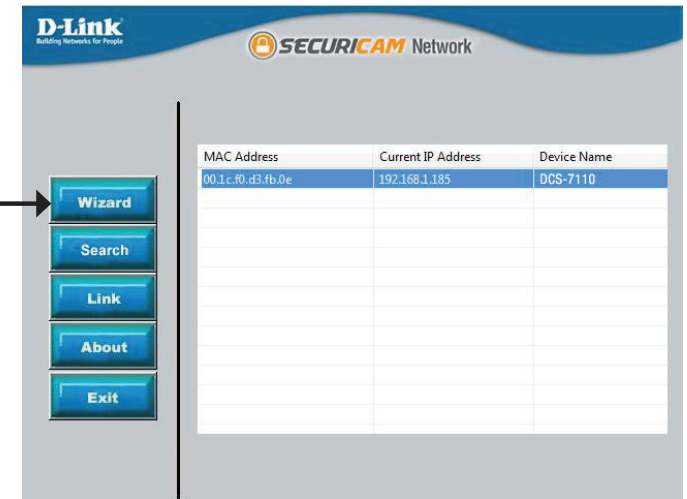 D-Link
Building Networks for People
SECURICAM Network
MAC Address Current IP Address Device Name
00.1c.f0.d3.fb.0e 192.168.1.185 DCS-7110
Wizard
Search
Link
About
Exit